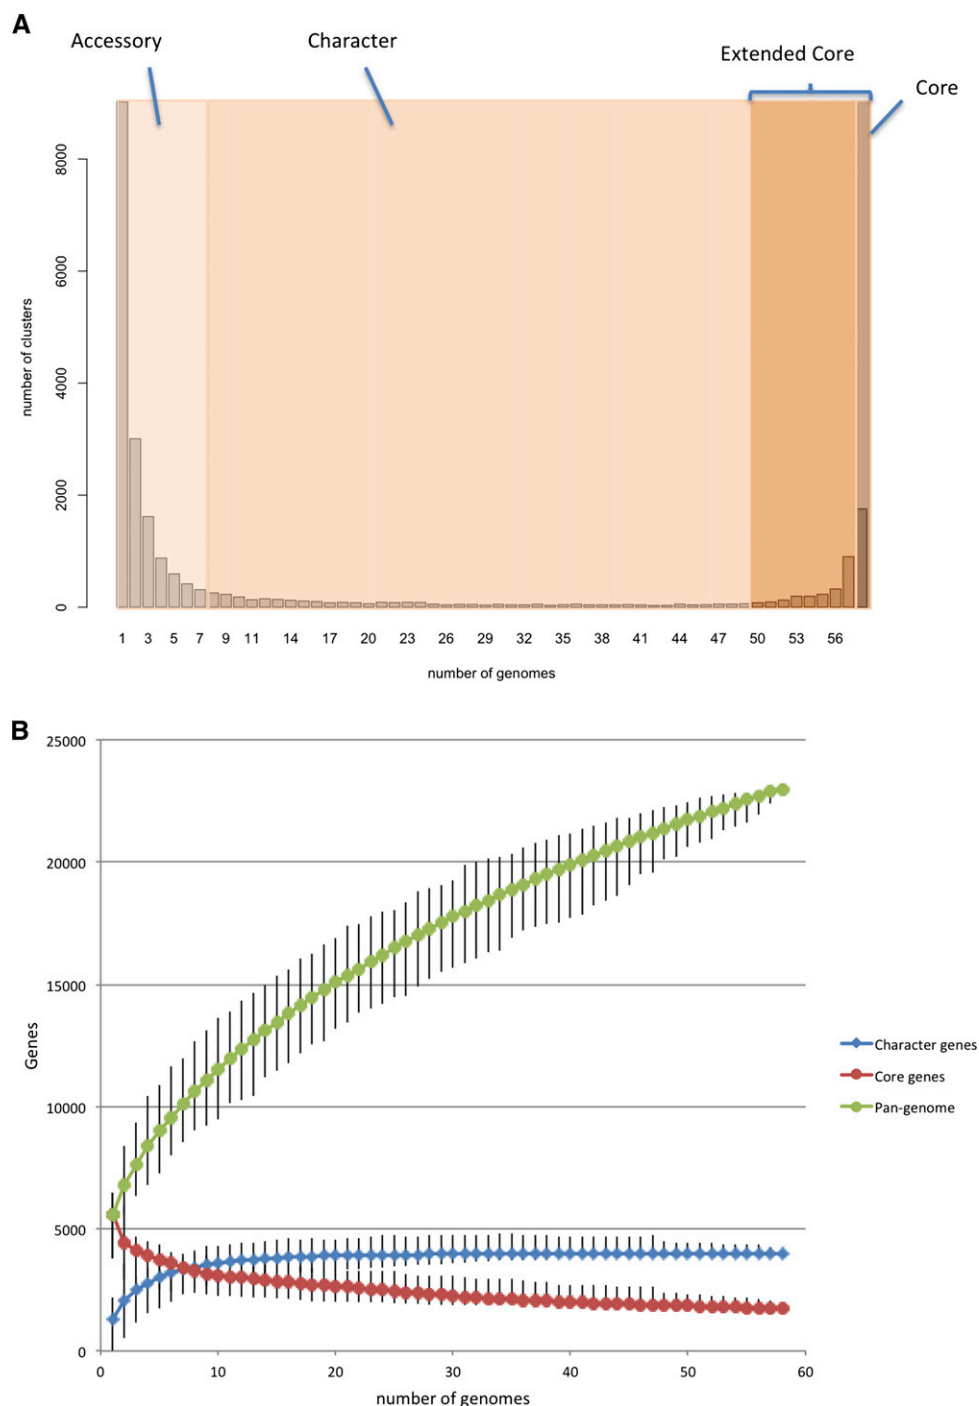 A
Accessory
Character
Extended Core
Core
number of clusters
8000
6000
4000
2000
0
1 3 5 7 9 11 14 17 20 23 26 29 32 35 38 41 44 47 50 53 56
number of genomes
B
25000
20000
15000
10000
5000
0
Genes
0 10 20 30 40 50 60
number of genomes
Character genes
Core genes
Pan-genome